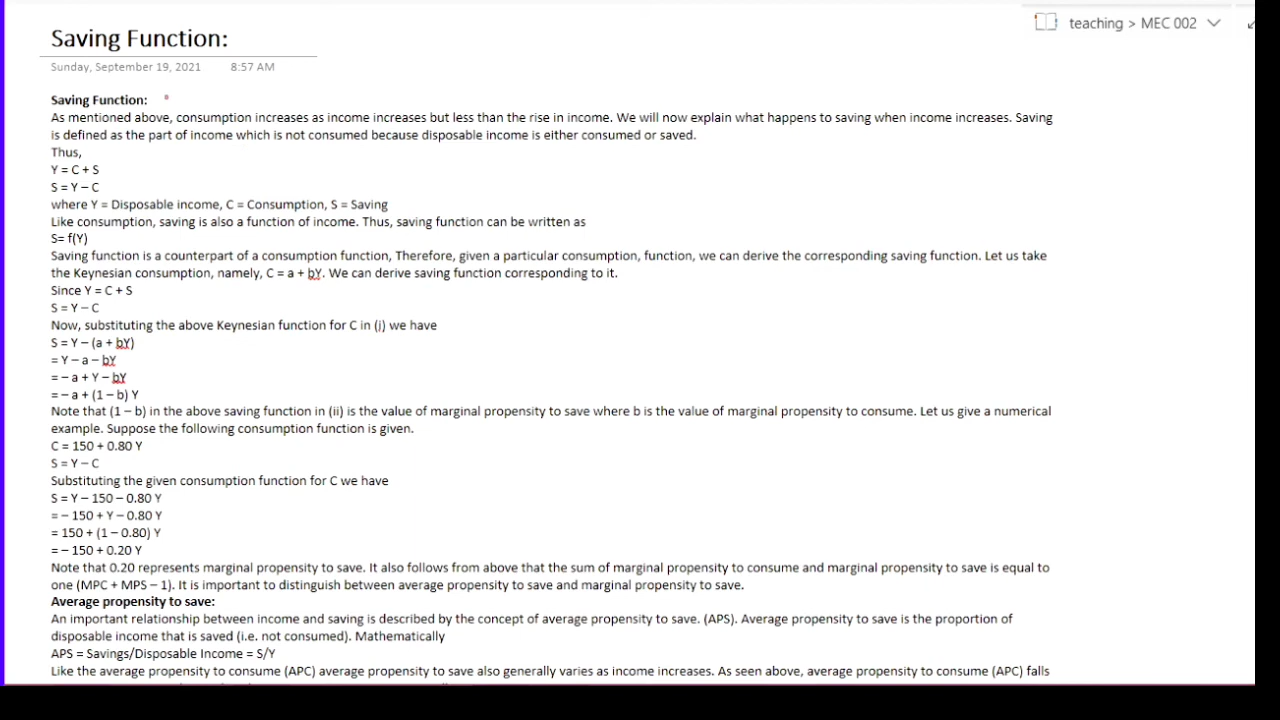 teaching > MEC 002
Saving Function:
Sunday, September 19, 2021 8:57 AM
Saving Function:
As mentioned above, consumption increases as income increases but less than the rise in income. We will now explain what happens to saving when income increases. Saving
is defined as the part of income which is not consumed because disposable income is either consumed or saved.
Thus,
Y = C + S
S = Y – C
where Y = Disposable income, C = Consumption, S = Saving
Like consumption, saving is also a function of income. Thus, saving function can be written as
S= f(Y)
Saving function is a counterpart of a consumption function, Therefore, given a particular consumption, function, we can derive the corresponding saving function. Let us take
the Keynesian consumption, namely, C = a + bY. We can derive saving function corresponding to it.
Since Y = C + S
S = Y – C
Now, substituting the above Keynesian function for C in (i) we have
S = Y – (a + bY)
= Y – a – bY
= – a + Y – bY
= – a + (1 – b) Y
Note that (1 – b) in the above saving function in (ii) is the value of marginal propensity to save where b is the value of marginal propensity to consume. Let us give a numerical
example. Suppose the following consumption function is given.
C = 150 + 0.80 Y
S = Y – C
Substituting the given consumption function for C we have
S = Y – 150 – 0.80 Y
= – 150 + Y – 0.80 Y
= 150 + (1 – 0.80) Y
= – 150 + 0.20 Y
Note that 0.20 represents marginal propensity to save. It also follows from above that the sum of marginal propensity to consume and marginal propensity to save is equal to
one (MPC + MPS – 1). It is important to distinguish between average propensity to save and marginal propensity to save.
Average propensity to save:
An important relationship between income and saving is described by the concept of average propensity to save. (APS). Average propensity to save is the proportion of
disposable income that is saved (i.e. not consumed). Mathematically
APS = Savings/Disposable Income = S/Y
Like the average propensity to consume (APC) average propensity to save also generally varies as income increases. As seen above, average propensity to consume (APC) falls